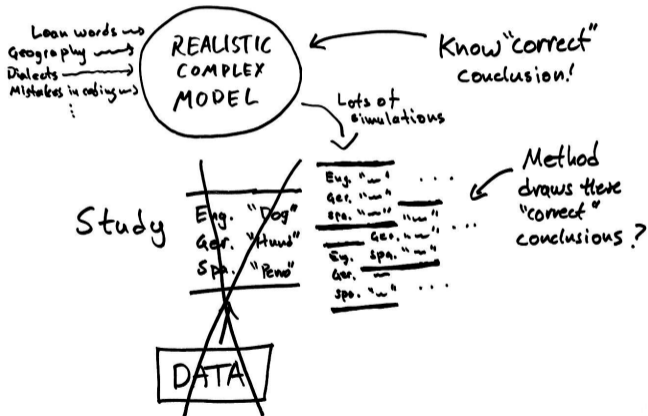 Loan words
Geography
Dialects
Mistakes in coding
⋮
REALISTIC
COMPLEX
MODEL
Know "correct"
conclusion!
Lots of
simulations
Study
Eng. "Dog"
Ger. "Hund"
Spa. "Perro"
DATA
Eng. "~" ...
Ger. "~"
Spa. "~" "~" ...
Ger. "~"
Eg. Spa. "~"
Ger. ~
Spa. "~" ...
Method
draws these
"correct"
conclusions?